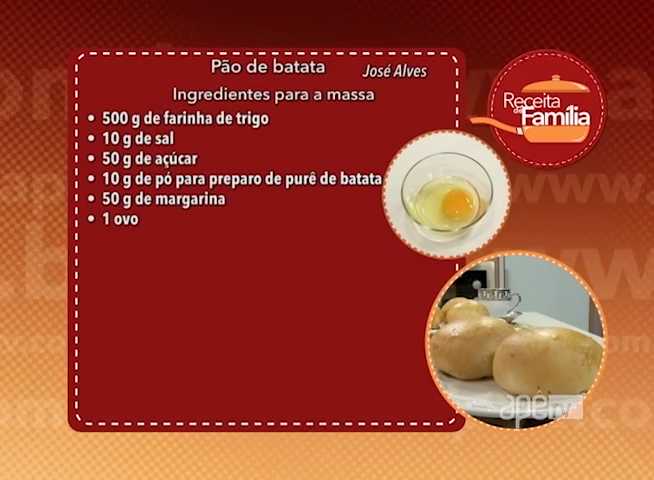 Pão de batata
José Alves
Ingredientes para a massa
• 500 g de farinha de trigo
• 10 g de sal
• 50 g de açúcar
• 10 g de pó para preparo de purê de batata
• 50 g de margarina
• 1 ovo
Receita
de Família
apê